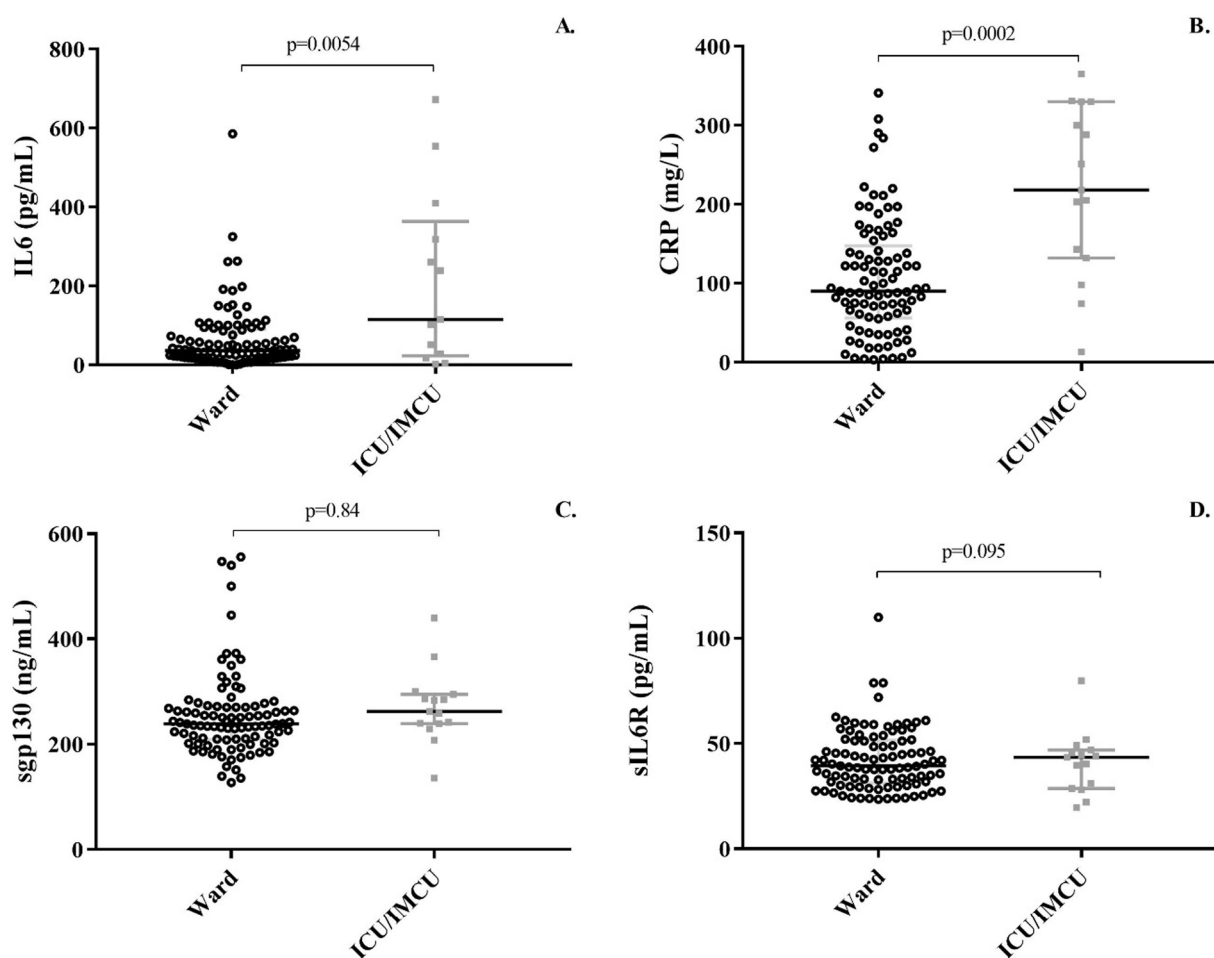 A.
p=0.0054
IL6 (pg/mL)
800
600
400
200
0
Ward
ICU/IMCU
B.
p=0.0002
CRP (mg/L)
400
300
200
100
0
Ward
ICU/IMCU
C.
p=0.84
sgp130 (ng/mL)
600
400
200
0
Ward
ICU/IMCU
D.
p=0.095
sIL6R (pg/mL)
150
100
50
0
Ward
ICU/IMCU